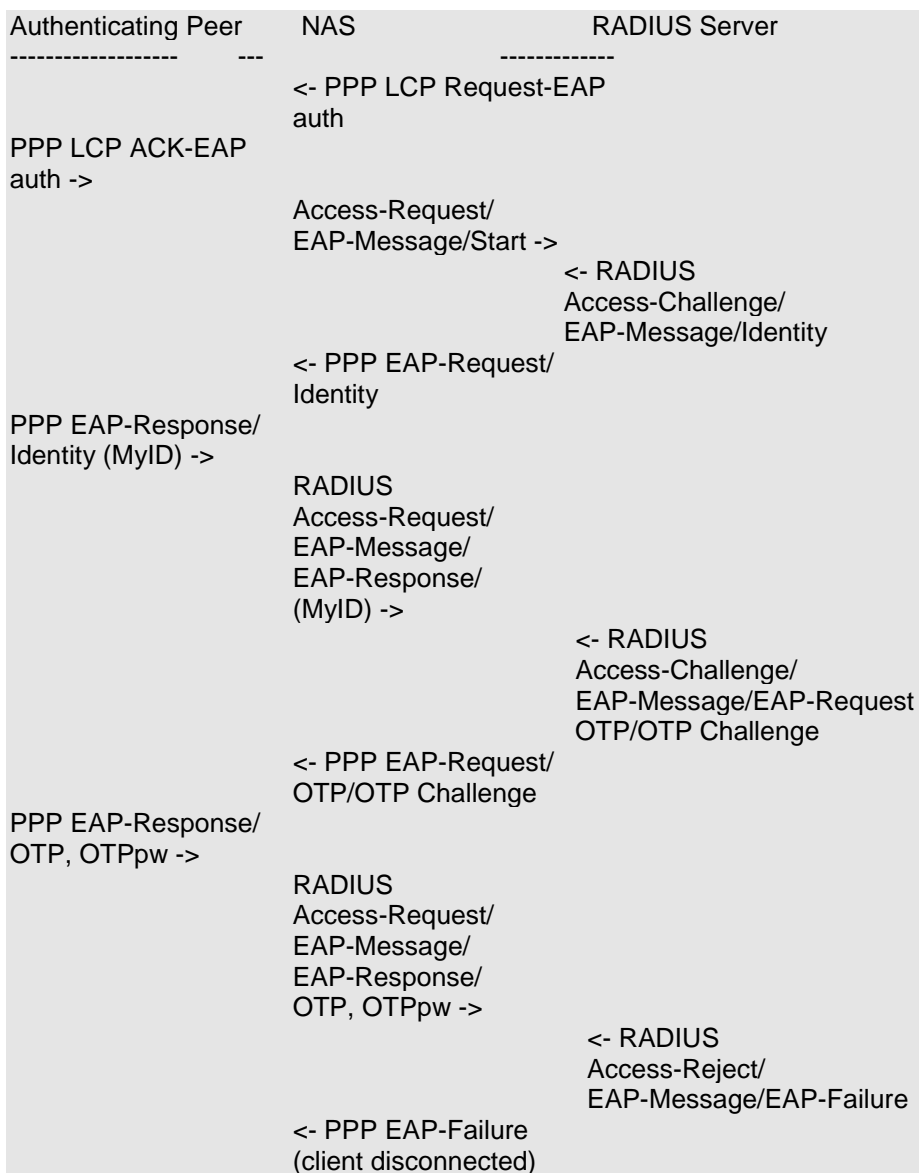 Authenticating Peer NAS RADIUS Server
------------------- --- -------------
<- PPP LCP Request-EAP
auth
PPP LCP ACK-EAP
auth ->
Access-Request/
EAP-Message/Start ->
<- RADIUS
Access-Challenge/
EAP-Message/Identity
<- PPP EAP-Request/
Identity
PPP EAP-Response/
Identity (MyID) ->
RADIUS
Access-Request/
EAP-Message/
EAP-Response/
(MyID) ->
<- RADIUS
Access-Challenge/
EAP-Message/EAP-Request
OTP/OTP Challenge
<- PPP EAP-Request/
OTP/OTP Challenge
PPP EAP-Response/
OTP, OTPpw ->
RADIUS
Access-Request/
EAP-Message/
EAP-Response/
OTP, OTPpw ->
<- RADIUS
Access-Reject/
EAP-Message/EAP-Failure
<- PPP EAP-Failure
(client disconnected)